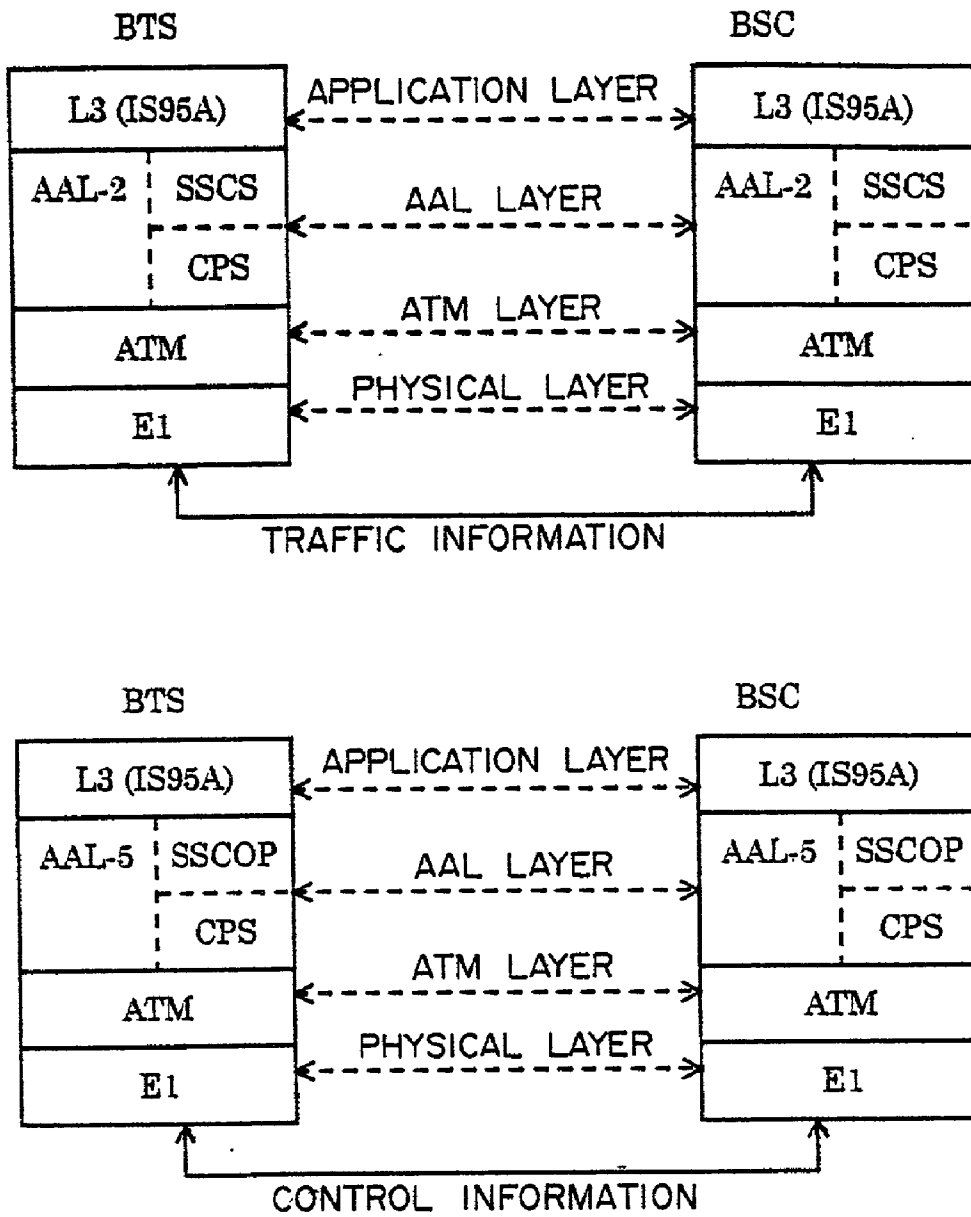 BTS
BSC
L3 (IS95A)
APPLICATION LAYER
L3 (IS95A)
AAL-2
SSCS
AAL LAYER
AAL-2
SSCS
CPS
CPS
ATM LAYER
ATM
ATM
PHYSICAL LAYER
E1
E1
TRAFFIC INFORMATION
BTS
BSC
L3 (IS95A)
APPLICATION LAYER
L3 (IS95A)
AAL-5
SSCOP
AAL LAYER
AAL-5
SSCOP
CPS
CPS
ATM LAYER
ATM
ATM
PHYSICAL LAYER
E1
E1
CONTROL INFORMATION